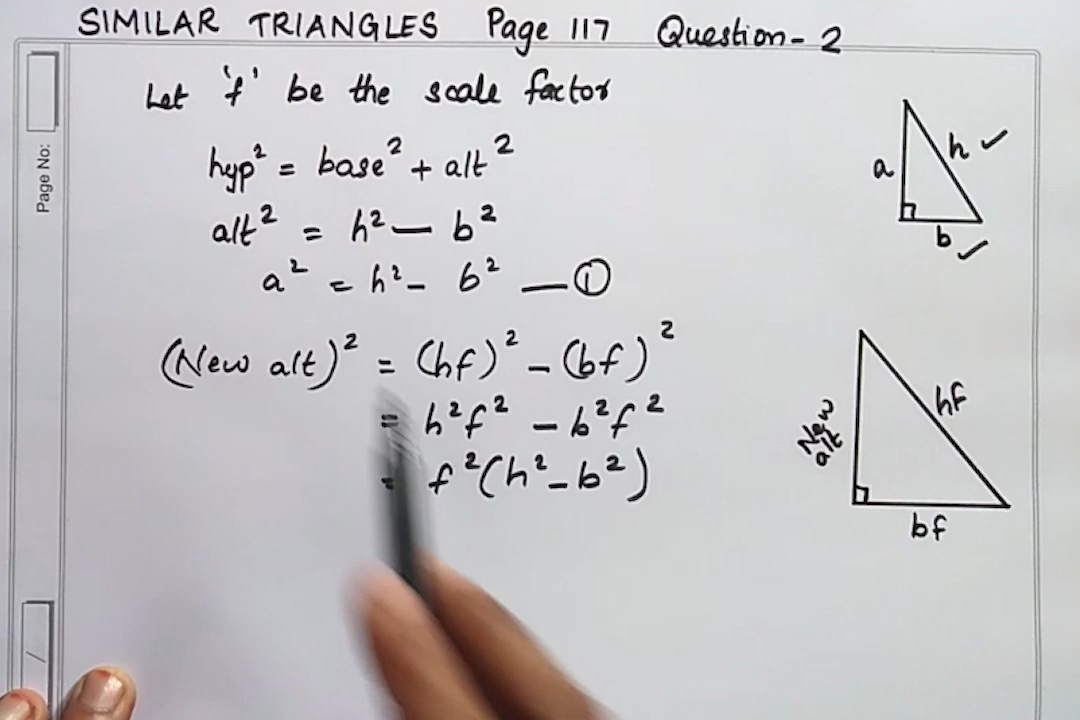 SIMILAR TRIANGLES Page 117 Question - 2
Page No:
Let 'f' be the scale factor
hyp² = base² + alt²
alt² = h² — b²
a² = h² - b² — ①
(New alt)² = (hf)² - (bf)²
= h²f² - b²f²
= f²(h² - b²)
a
h ✓
b ✓
New alt
hf
bf